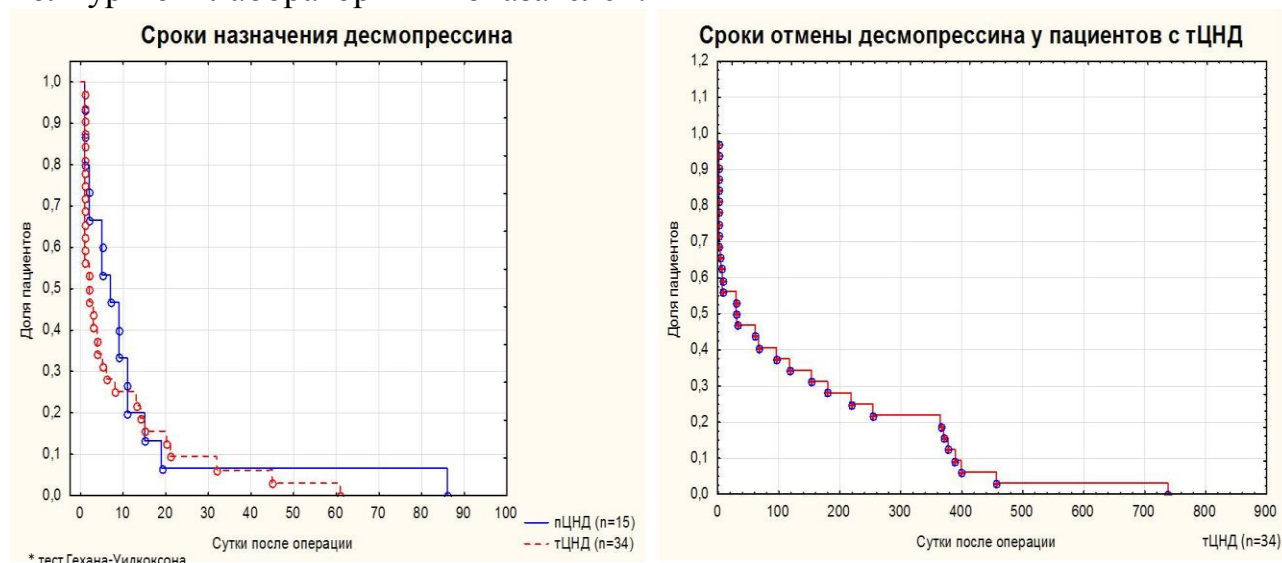 Сроки назначения десмопрессина
1,0
0,9
0,8
0,7
0,6
0,5
0,4
0,3
0,2
0,1
0,0
Доля пациентов
0 10 20 30 40 50 60 70 80 90 100
Сутки после операции
пЦНД (n=15)
тЦНД (n=34)
* тест Гехана-Уилкоксона
Сроки отмены десмопрессина у пациентов с тЦНД
1,2
1,1
1,0
0,9
0,8
0,7
0,6
0,5
0,4
0,3
0,2
0,1
0,0
Доля пациентов
0 100 200 300 400 500 600 700 800 900
Сутки после операции
тЦНД (n=34)